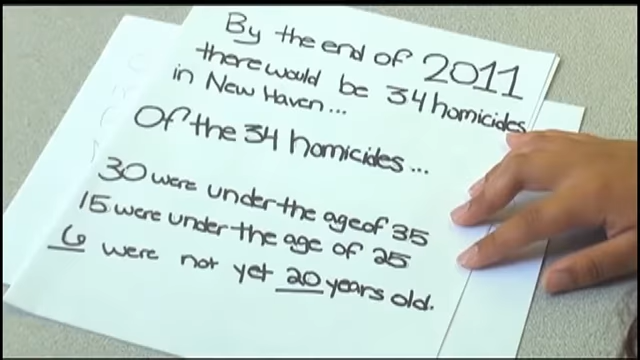 By the end of 2011
there would be 34 homicides
in New Haven...
Of the 34 homicides...
30 were under the age of 35
15 were under the age of 25
6 were not yet 20 years old.